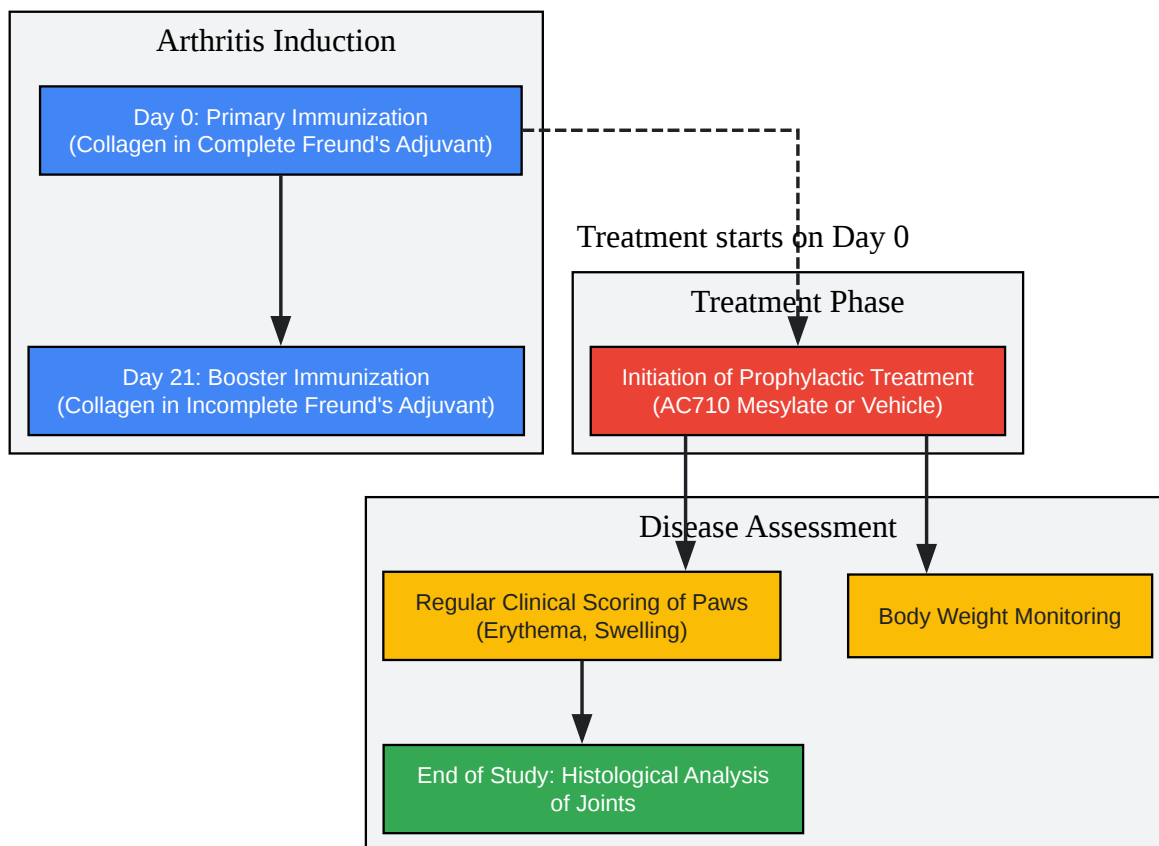 Arthritis Induction
Day 0: Primary Immunization
(Collagen in Complete Freund's Adjuvant)
Treatment starts on Day 0
Treatment Phase
Day 21: Booster Immunization
(Collagen in Incomplete Freund's Adjuvant)
Initiation of Prophylactic Treatment
(AC710 Mesylate or Vehicle)
Disease Assessment
Regular Clinical Scoring of Paws
(Erythema, Swelling)
Body Weight Monitoring
End of Study: Histological Analysis
of Joints